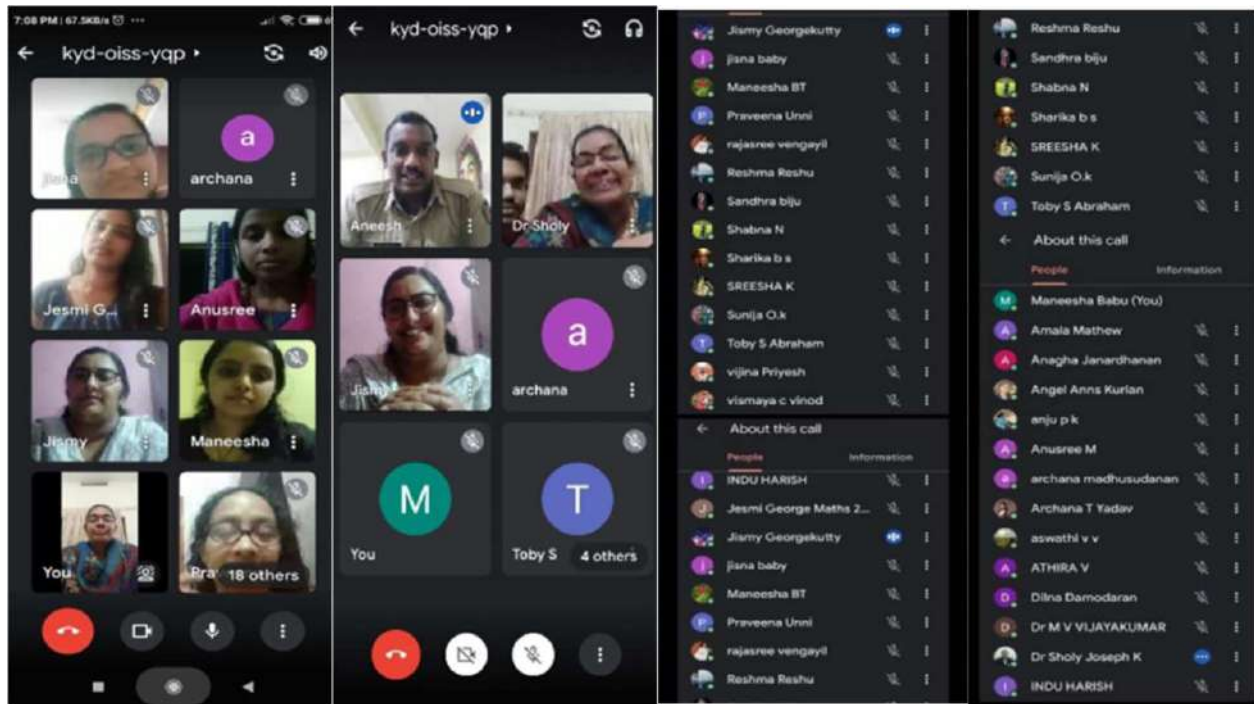 7:08 PM | 67.5KB/s
kyd-oiss-yqp
jisna
archana
a
Jesmi G...
Anusree
Jismy
Maneesha
You
Pra
18 others
kyd-oiss-yqp
Aneesh
Dr Sholy
Jismy
a
archana
M
You
T
Toby S
4 others
Jismy Georgekutty
jisna baby
Maneesha BT
Praveena Unni
rajasree vengayil
Reshma Reshu
Sandhra biju
Shabna N
Sharika b s
SREESHA K
Sunija O.k
Toby S Abraham
vijina Priyesh
vismaya c vinod
About this call
People Information
INDU HARISH
Jesmi George Maths 2...
Jismy Georgekutty
jisna baby
Maneesha BT
Praveena Unni
rajasree vengayil
Reshma Reshu
Reshma Reshu
Sandhra biju
Shabna N
Sharika b s
SREESHA K
Sunija O.k
Toby S Abraham
About this call
People Information
Maneesha Babu (You)
Amala Mathew
Anagha Janardhanan
Angel Anns Kurian
anju p k
Anusree M
archana madhusudanan
Archana T Yadav
aswathi v v
ATHIRA V
Dilna Damodaran
Dr M V VIJAYAKUMAR
Dr Sholy Joseph K
INDU HARISH